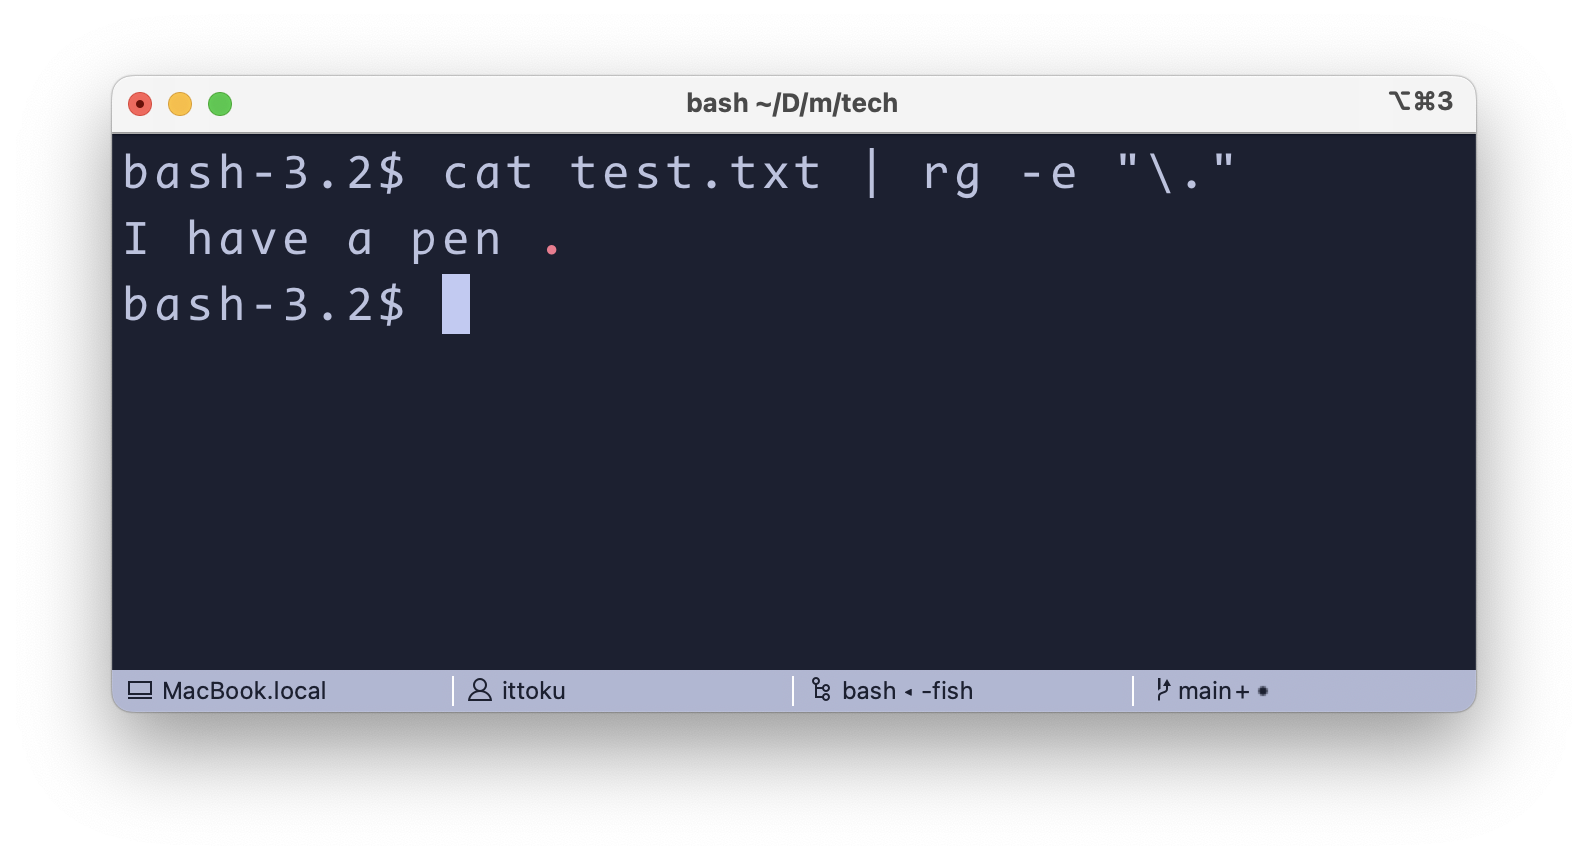 bash ~/D/m/tech ⌥⌘3
bash-3.2$ cat test.txt | rg -e "\."
I have a pen .
bash-3.2$
MacBook.local ittoku bash ◂ -fish main+ ●